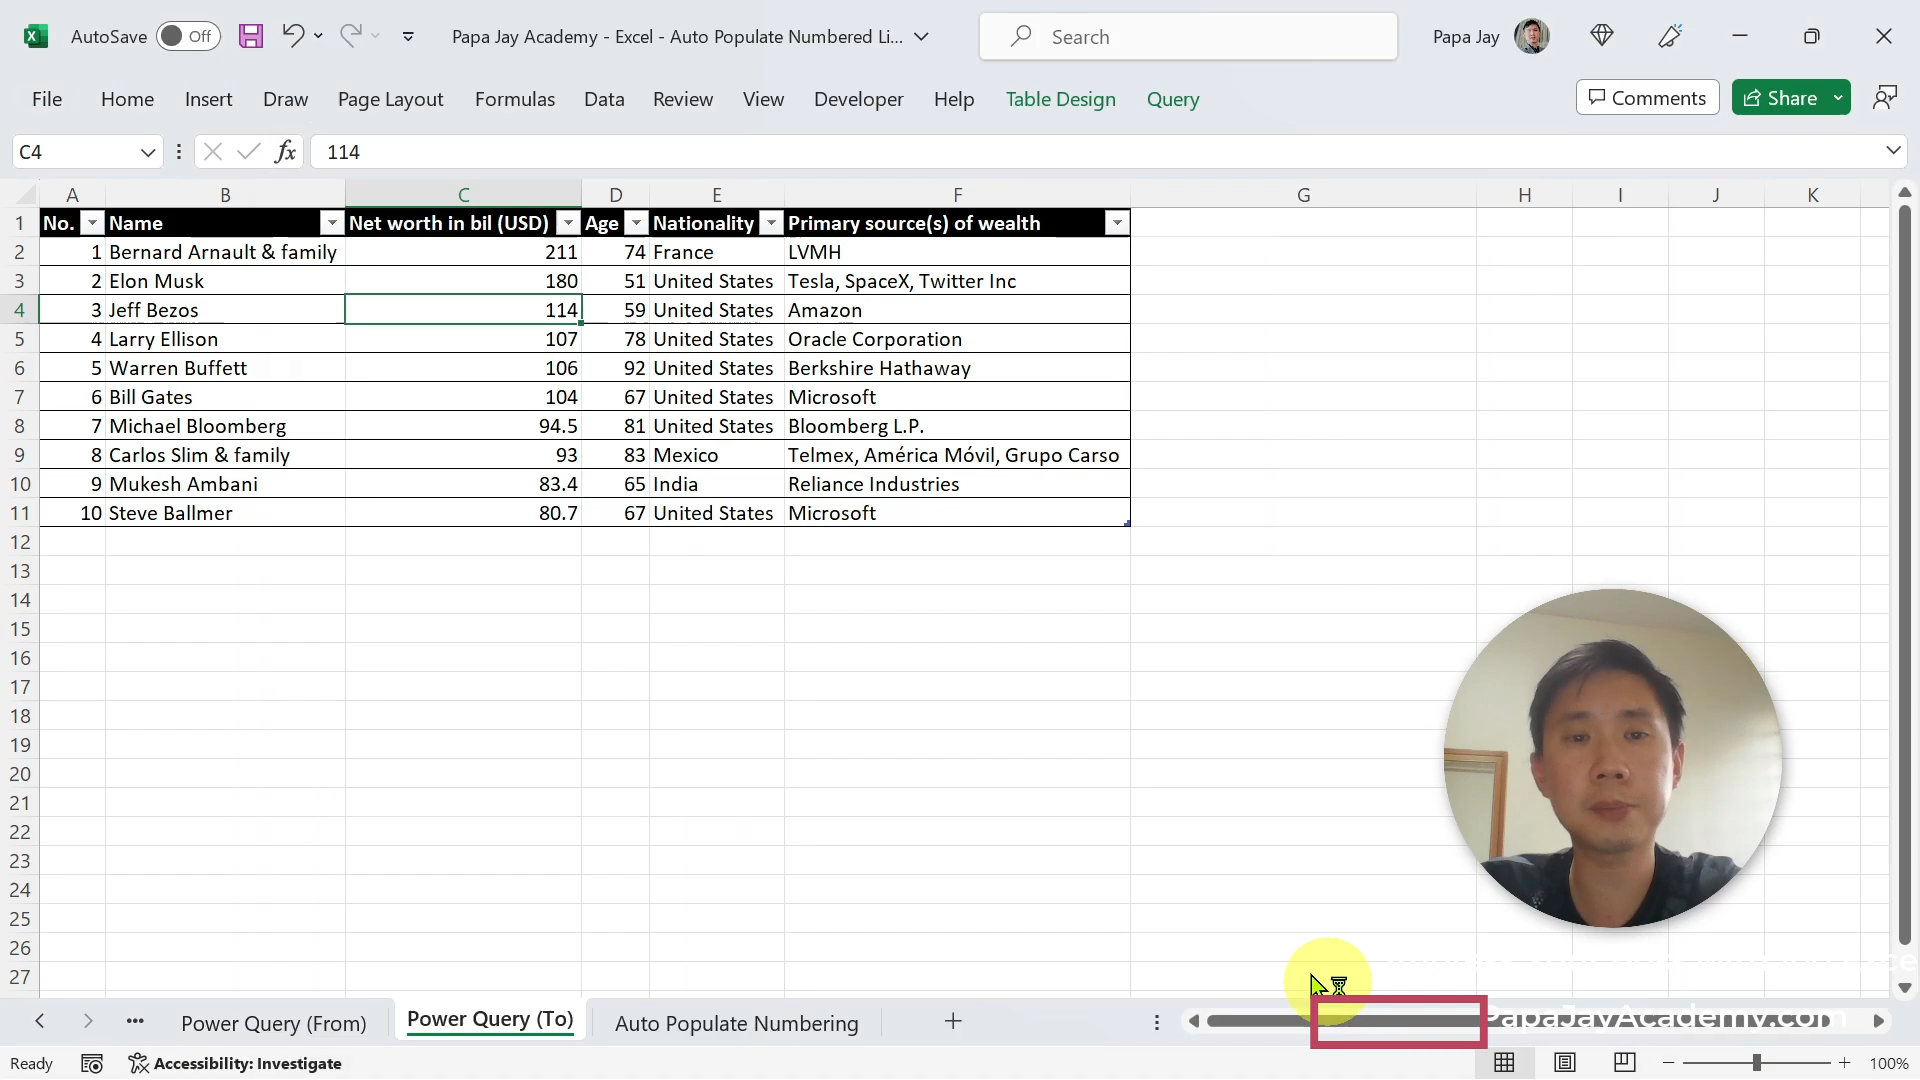 AutoSave Off Papa Jay Academy - Excel - Auto Populate Numbered Li... Search Papa Jay
File Home Insert Draw Page Layout Formulas Data Review View Developer Help Table Design Query Comments Share
C4 fx 114
A B C D E F G H I J K
1 No. Name Net worth in bil (USD) Age Nationality Primary source(s) of wealth
2 1 Bernard Arnault & family 211 74 France LVMH
3 2 Elon Musk 180 51 United States Tesla, SpaceX, Twitter Inc
4 3 Jeff Bezos 114 59 United States Amazon
5 4 Larry Ellison 107 78 United States Oracle Corporation
6 5 Warren Buffett 106 92 United States Berkshire Hathaway
7 6 Bill Gates 104 67 United States Microsoft
8 7 Michael Bloomberg 94.5 81 United States Bloomberg L.P.
9 8 Carlos Slim & family 93 83 Mexico Telmex, América Móvil, Grupo Carso
10 9 Mukesh Ambani 83.4 65 India Reliance Industries
11 10 Steve Ballmer 80.7 67 United States Microsoft
12
13
14
15
16
17
18
19
20
21
22
23
24
25
26
27
Power Query (From) Power Query (To) Auto Populate Numbering PapaJayAcademy.com
Ready Accessibility: Investigate 100%